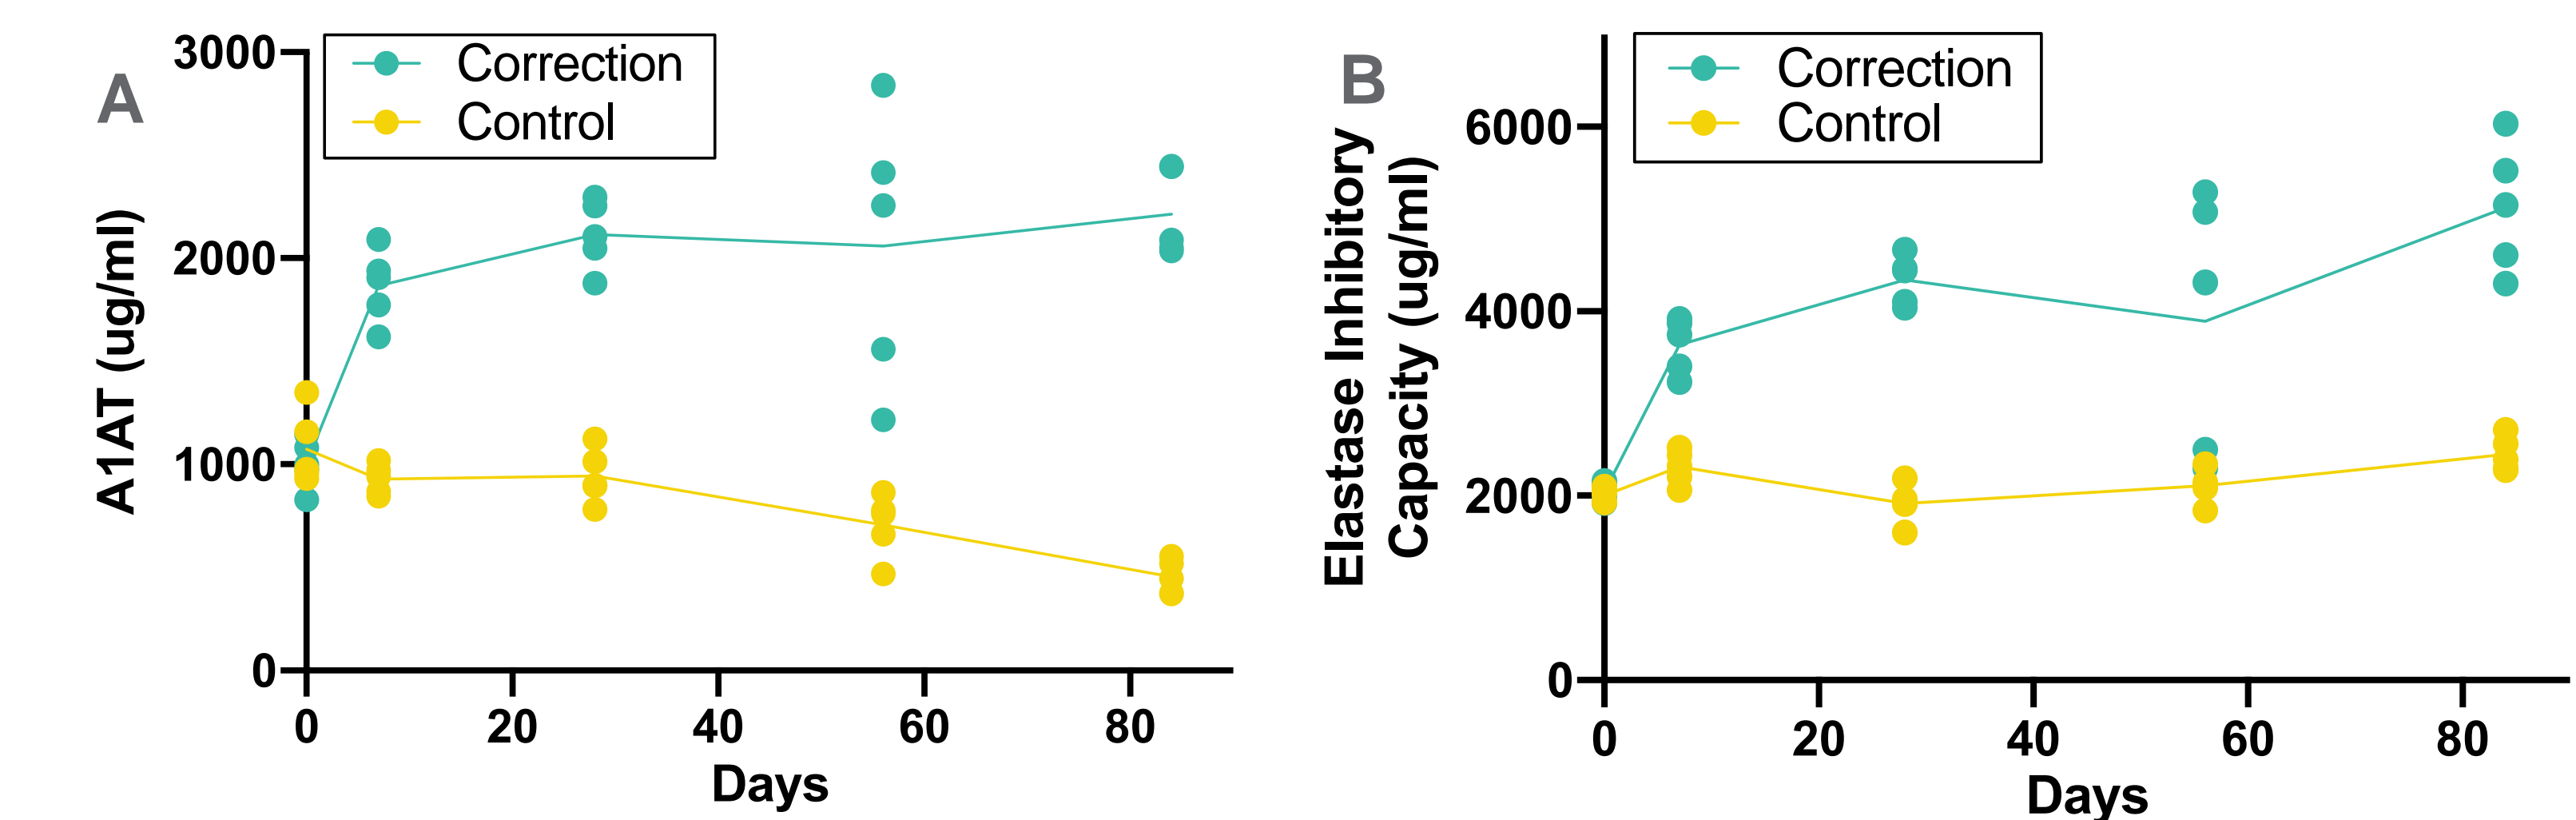 A
A1AT (ug/ml)
3000
2000
1000
0
Correction
Control
0 20 40 60 80
Days
B
Elastase Inhibitory
Capacity (ug/ml)
6000
4000
2000
0
Correction
Control
0 20 40 60 80
Days